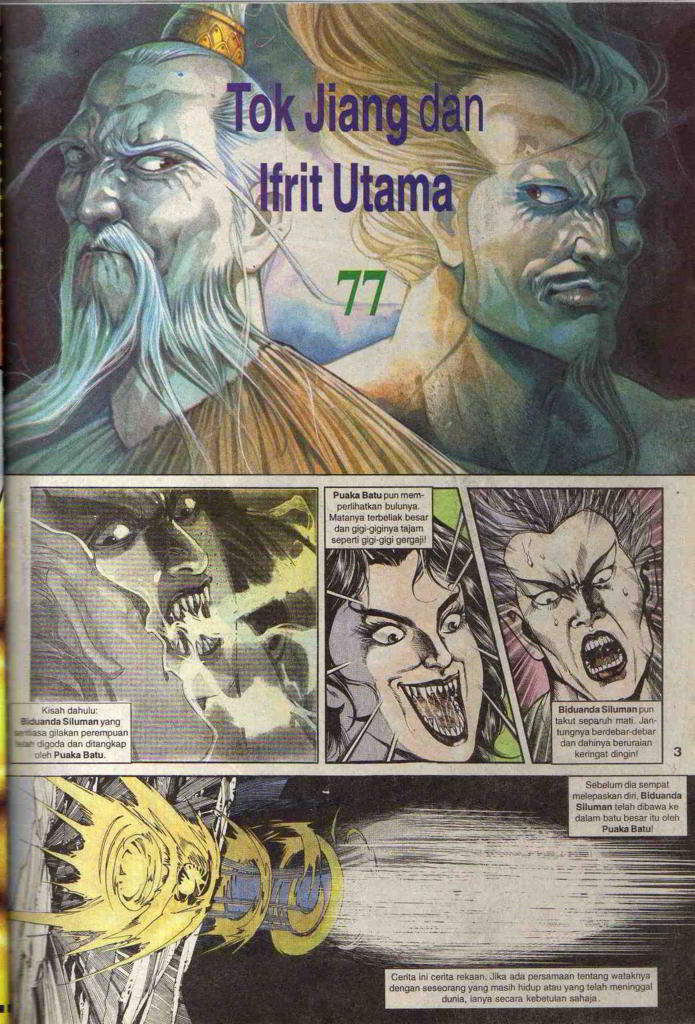 Tok Jiang dan
Ifrit Utama
77
Kisah dahulu:
Biduanda Siluman yang
sentiasa gilakan perempuan
telah digoda dan ditangkap
oleh Puaka Batu.
Puaka Batu pun mem-
perlihatkan bulunya.
Matanya terbeliak besar
dan gigi-giginya tajam
seperti gigi-gigi gergaji!
Biduanda Siluman pun
takut separuh mati. Jan-
tungnya berdebar-debar
dan dahinya beruraian
keringat dingin!
3
Sebelum dia sempat
melepaskan diri, Biduanda
Siluman telah dibawa ke
dalam batu besar itu oleh
Puaka Batu!
Cerita ini cerita rekaan. Jika ada persamaan tentang wataknya
dengan seseorang yang masih hidup atau yang telah meninggal
dunia, ianya secara kebetulan sahaja.